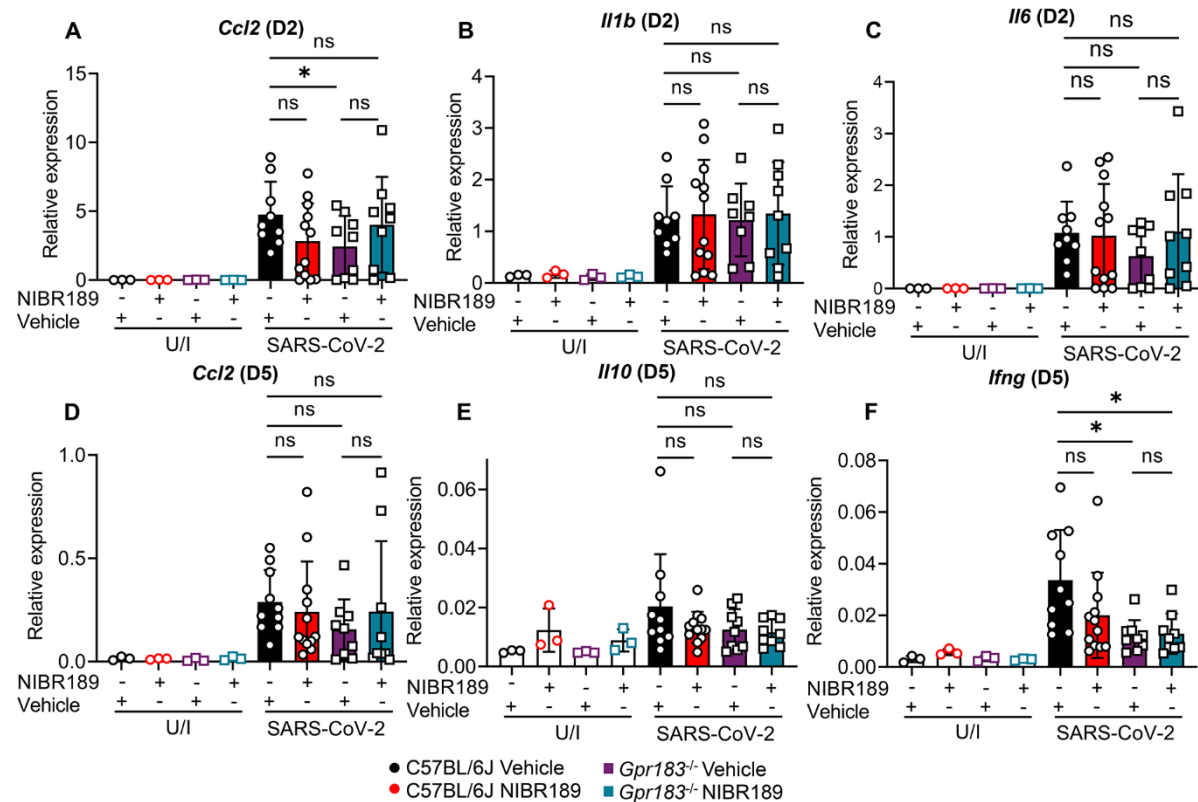 A Ccl2 (D2)
ns
*
ns ns
Relative expression
15
10
5
0
NIBR189 - + - + - + - +
Vehicle + - + - + - + -
U/I SARS-CoV-2
B Il1b (D2)
ns
ns
ns ns
Relative expression
4
3
2
1
0
NIBR189 - + - + - + - +
Vehicle + - + - + - + -
U/I SARS-CoV-2
C Il6 (D2)
ns
ns
ns ns
Relative expression
4
3
2
1
0
NIBR189 - + - + - + - +
Vehicle + - + - + - + -
U/I SARS-CoV-2
D Ccl2 (D5)
ns
ns
ns ns
Relative expression
1.0
0.5
0.0
NIBR189 - + - + - + - +
Vehicle + - + - + - + -
U/I SARS-CoV-2
E Il10 (D5)
ns
ns
ns ns
Relative expression
0.06
0.04
0.02
0.00
NIBR189 - + - + - + - +
Vehicle + - + - + - + -
U/I SARS-CoV-2
F Ifng (D5)
*
*
ns ns
Relative expression
0.08
0.06
0.04
0.02
0.00
NIBR189 - + - + - + - +
Vehicle + - + - + - + -
U/I SARS-CoV-2
C57BL/6J Vehicle Gpr183-/- Vehicle
C57BL/6J NIBR189 Gpr183-/- NIBR189